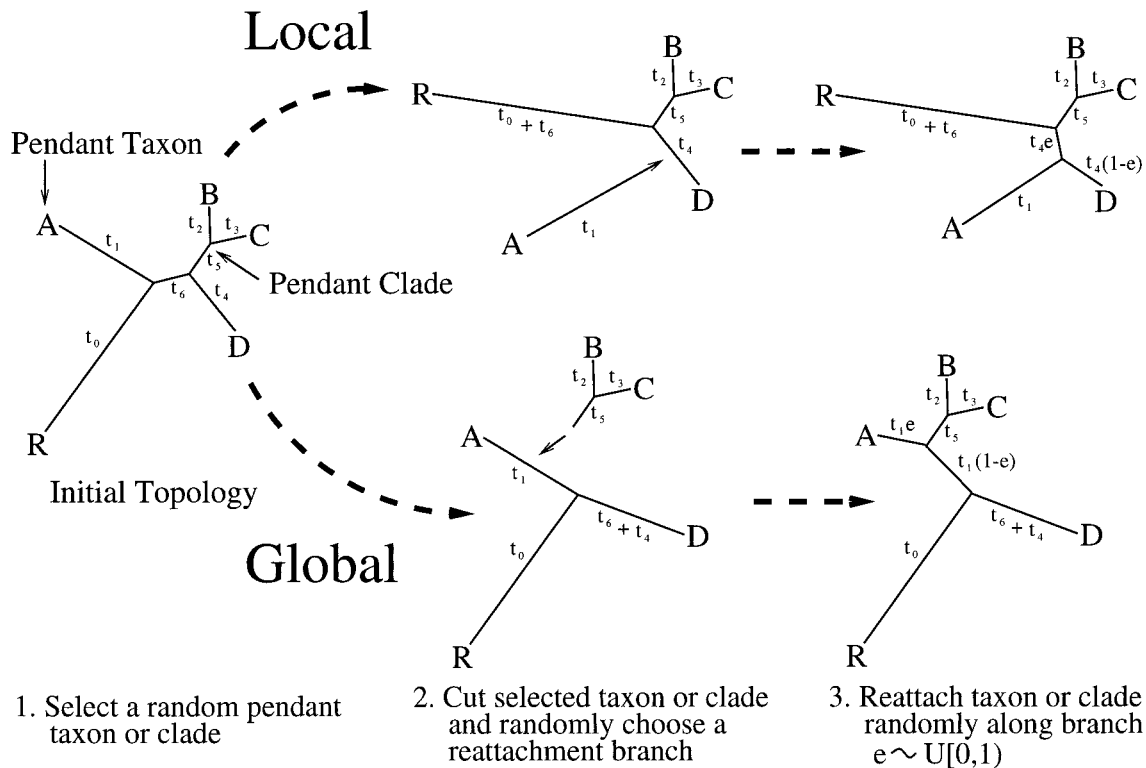 Local
Pendant Taxon
A
t₁
B
t₂
t₃
C
t₅
Pendant Clade
t₆
t₄
D
t₀
R
Initial Topology
R
t₀ + t₆
B
t₂
t₃
C
t₅
t₄
D
A
t₁
R
t₀ + t₆
B
t₂
t₃
C
t₅
t₄e
t₄(1-e)
D
t₁
A
Global
B
t₂
t₃
C
t₅
A
t₁
t₆ + t₄
D
t₀
R
B
t₂
t₃
C
A
t₁e
t₅
t₁(1-e)
t₆ + t₄
D
t₀
R
1. Select a random pendant
taxon or clade
2. Cut selected taxon or clade
and randomly choose a
reattachment branch
3. Reattach taxon or clade
randomly along branch
e ~ U[0,1)